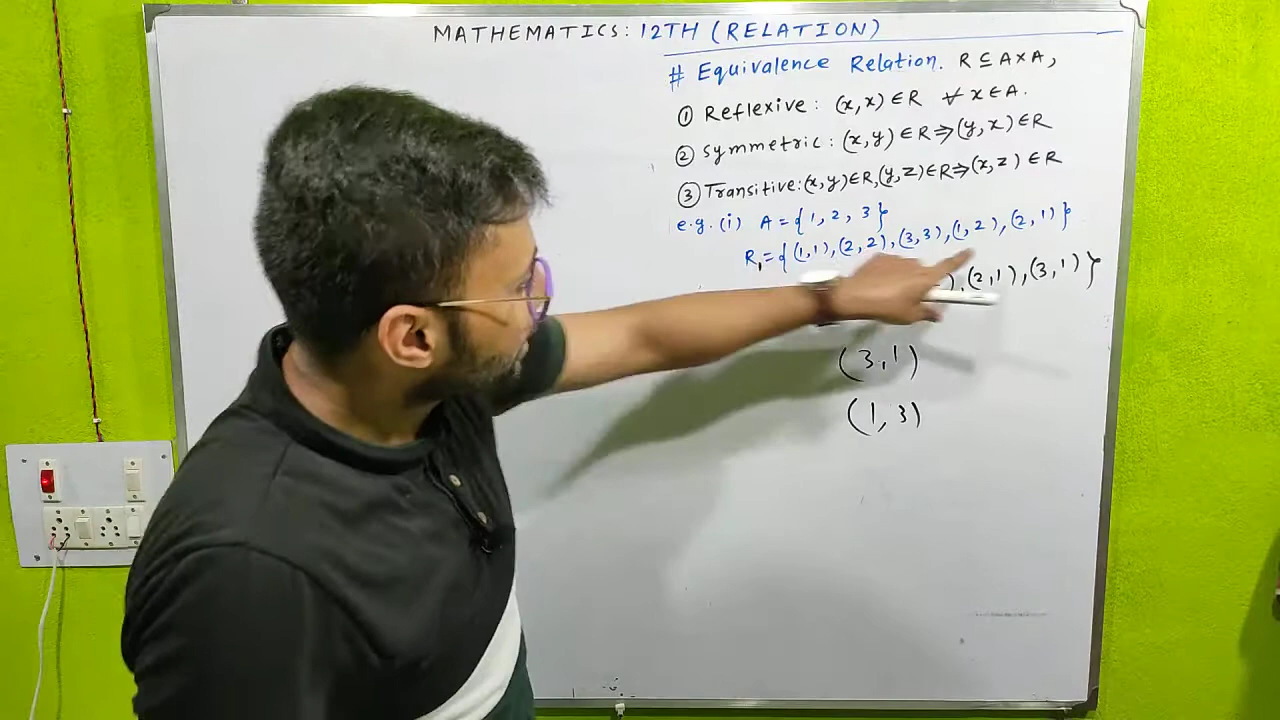 MATHEMATICS: 12TH (RELATION)
# Equivalence Relation. R ⊆ A×A,
① Reflexive: (x,x) ∈ R ∀ x ∈ A.
② Symmetric: (x,y) ∈ R ⇒ (y,x) ∈ R
③ Transitive: (x,y) ∈ R, (y,z) ∈ R ⇒ (x,z) ∈ R
e.g. (i) A = {1, 2, 3}
R₁ = {(1,1), (2,2), (3,3), (1,2), (2,1)}
), (2,1), (3,1)}
(3,1)
(1,3)